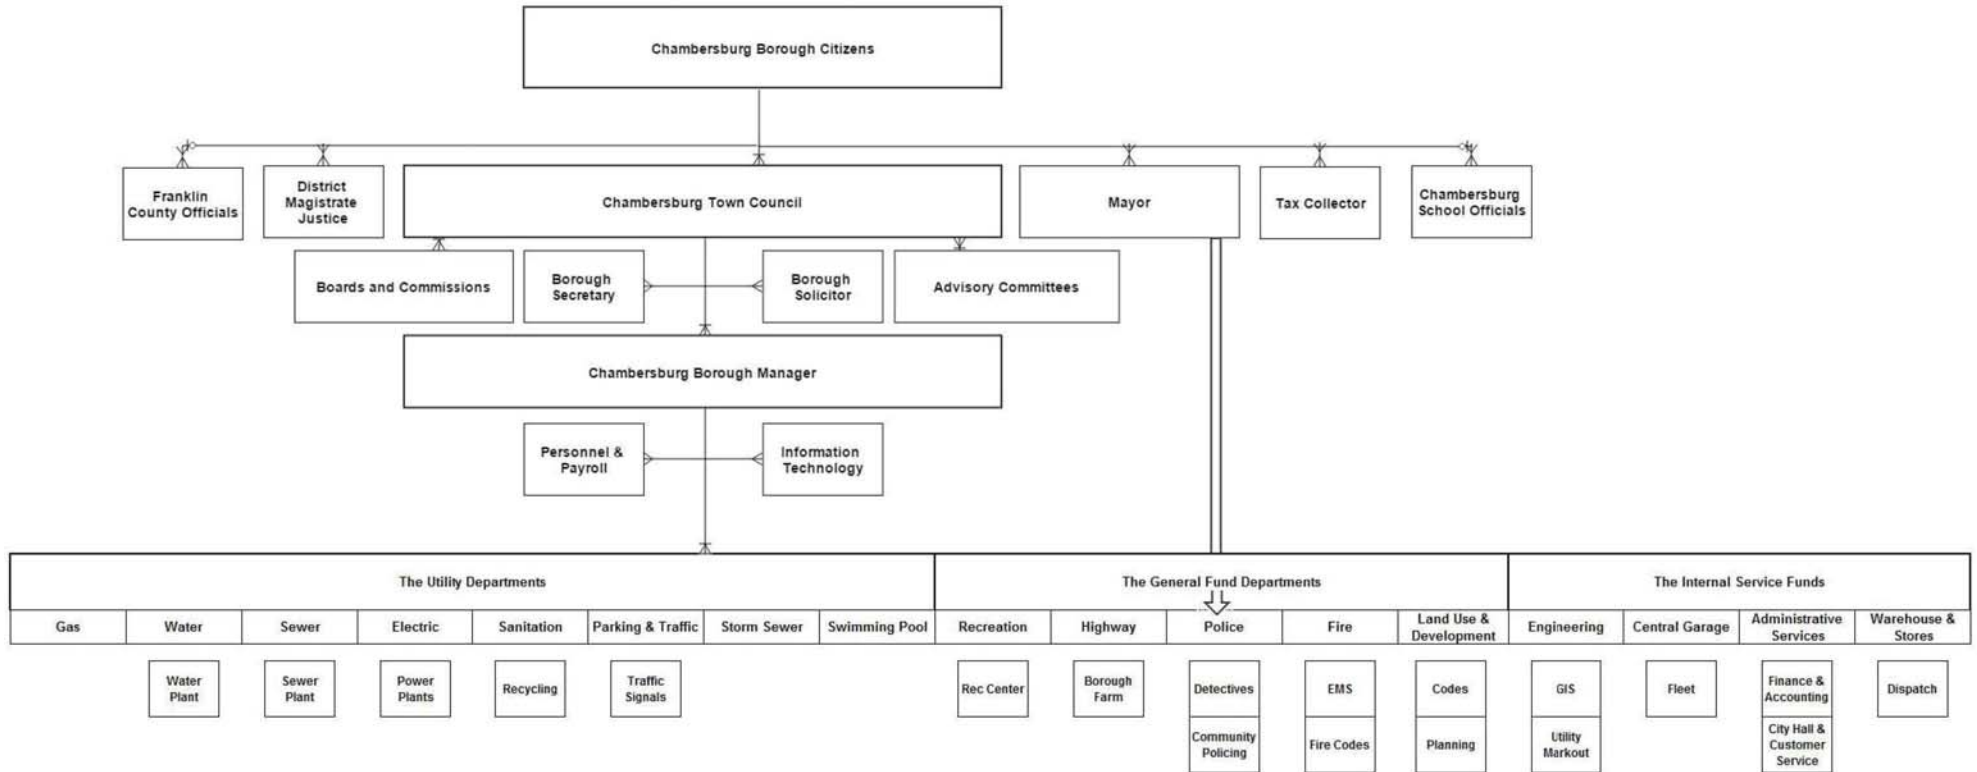 Chambersburg Borough Citizens
Franklin
County Officials
District
Magistrate
Justice
Chambersburg Town Council
Mayor
Tax Collector
Chambersburg
School Officials
Boards and Commissions
Borough
Secretary
Borough
Solicitor
Advisory Committees
Chambersburg Borough Manager
Personnel &
Payroll
Information
Technology
The Utility Departments
The General Fund Departments
The Internal Service Funds
Gas
Water
Sewer
Electric
Sanitation
Parking & Traffic
Storm Sewer
Swimming Pool
Recreation
Highway
Police
Fire
Land Use &
Development
Engineering
Central Garage
Administrative
Services
Warehouse &
Stores
Water
Plant
Sewer
Plant
Power
Plants
Recycling
Traffic
Signals
Rec Center
Borough
Farm
Detectives
EMS
Codes
GIS
Fleet
Finance &
Accounting
Dispatch
Community
Policing
Fire Codes
Planning
Utility
Markout
City Hall &
Customer
Service